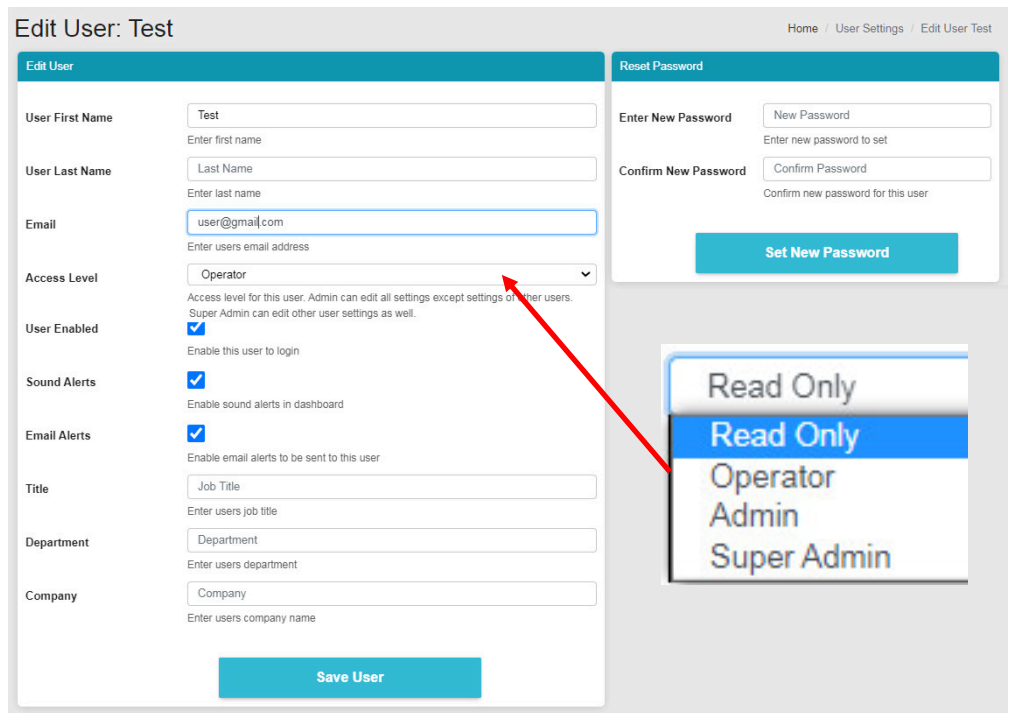 Edit User: Test
Home / User Settings / Edit User Test
Edit User
User First Name
Test
Enter first name
User Last Name
Last Name
Enter last name
Email
user@gmail.com
Enter users email address
Access Level
Operator
Access level for this user. Admin can edit all settings except settings of other users.
Super Admin can edit other user settings as well.
User Enabled
Enable this user to login
Sound Alerts
Enable sound alerts in dashboard
Email Alerts
Enable email alerts to be sent to this user
Title
Job Title
Enter users job title
Department
Department
Enter users department
Company
Company
Enter users company name
Save User
Reset Password
Enter New Password
New Password
Enter new password to set
Confirm New Password
Confirm Password
Confirm new password for this user
Set New Password
Read Only
Read Only
Operator
Admin
Super Admin